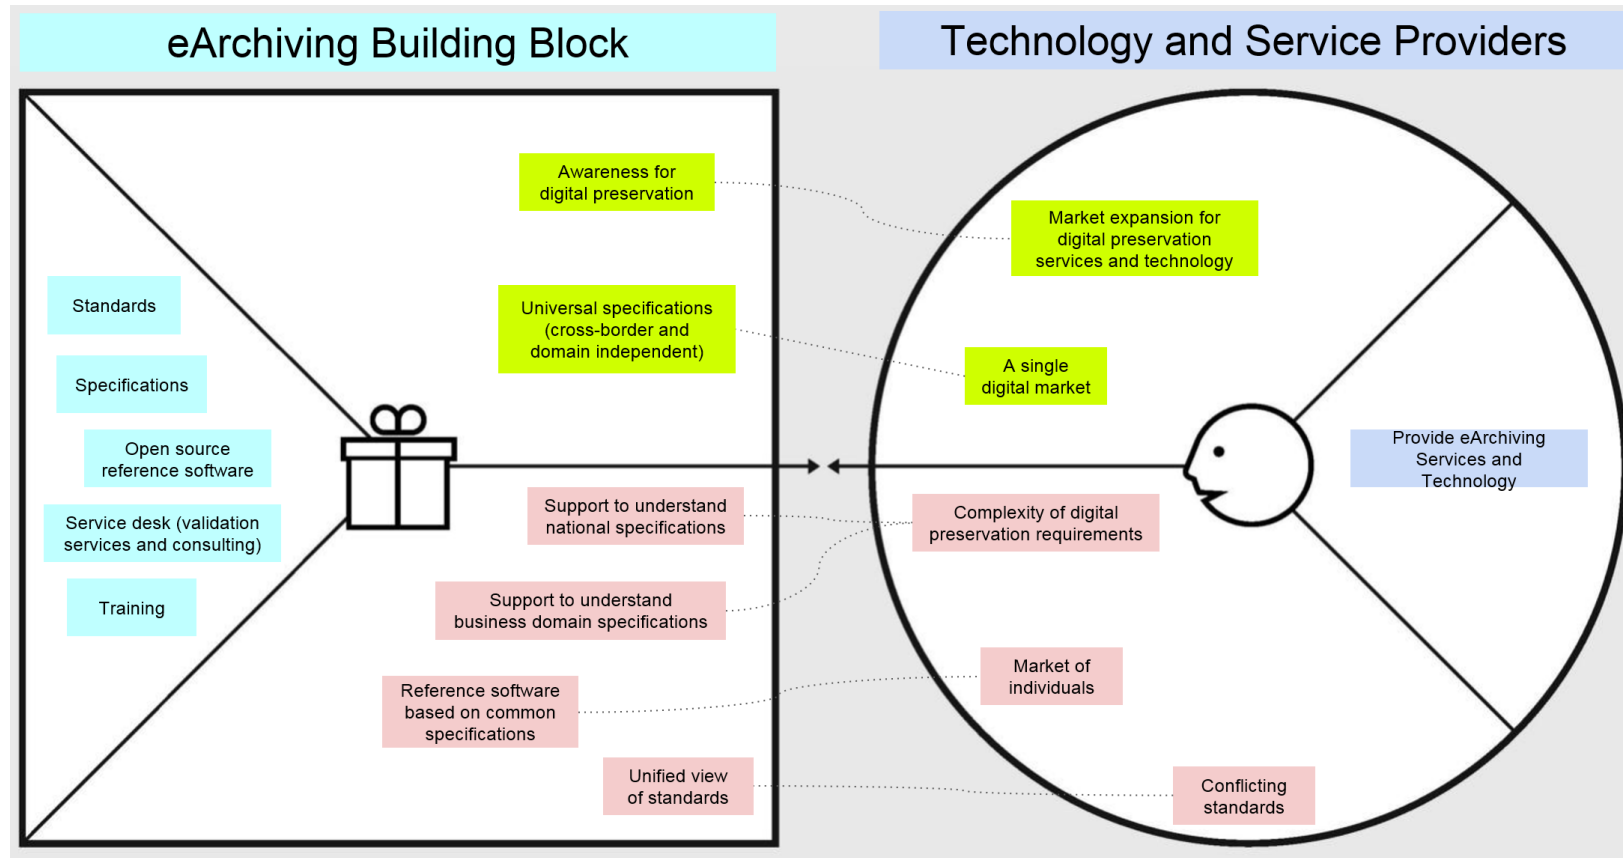 eArchiving Building Block
Technology and Service Providers
Awareness for
digital preservation
Universal specifications
(cross-border and
domain independent)
Standards
Specifications
Open source
reference software
Service desk (validation
services and consulting)
Training
Support to understand
national specifications
Support to understand
business domain specifications
Reference software
based on common
specifications
Unified view
of standards
Market expansion for
digital preservation
services and technology
A single
digital market
Provide eArchiving
Services and
Technology
Complexity of digital
preservation requirements
Market of
individuals
Conflicting
standards